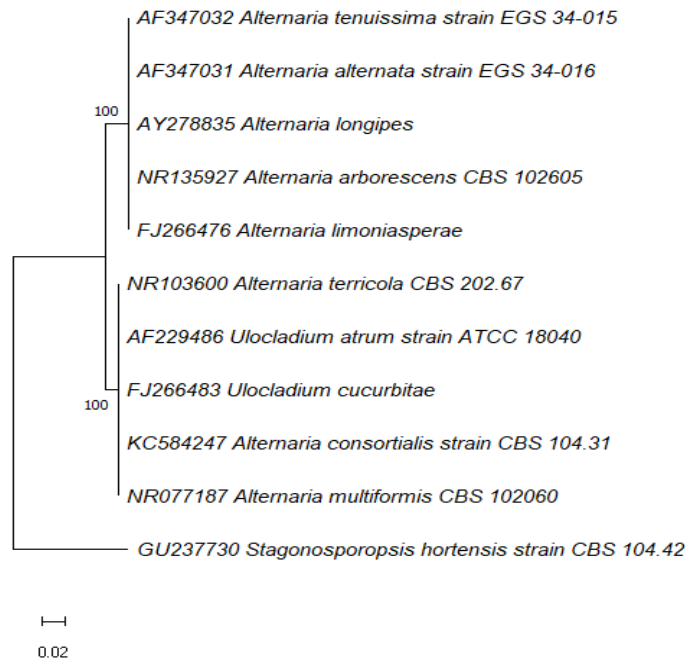 AF347032 Alternaria tenuissima strain EGS 34-015
AF347031 Alternaria alternata strain EGS 34-016
100
AY278835 Alternaria longipes
NR135927 Alternaria arborescens CBS 102605
FJ266476 Alternaria limoniasperae
NR103600 Alternaria terricola CBS 202.67
AF229486 Ulocladium atrum strain ATCC 18040
FJ266483 Ulocladium cucurbitae
100
KC584247 Alternaria consortialis strain CBS 104.31
NR077187 Alternaria multiformis CBS 102060
GU237730 Stagonosporopsis hortensis strain CBS 104.42
0.02